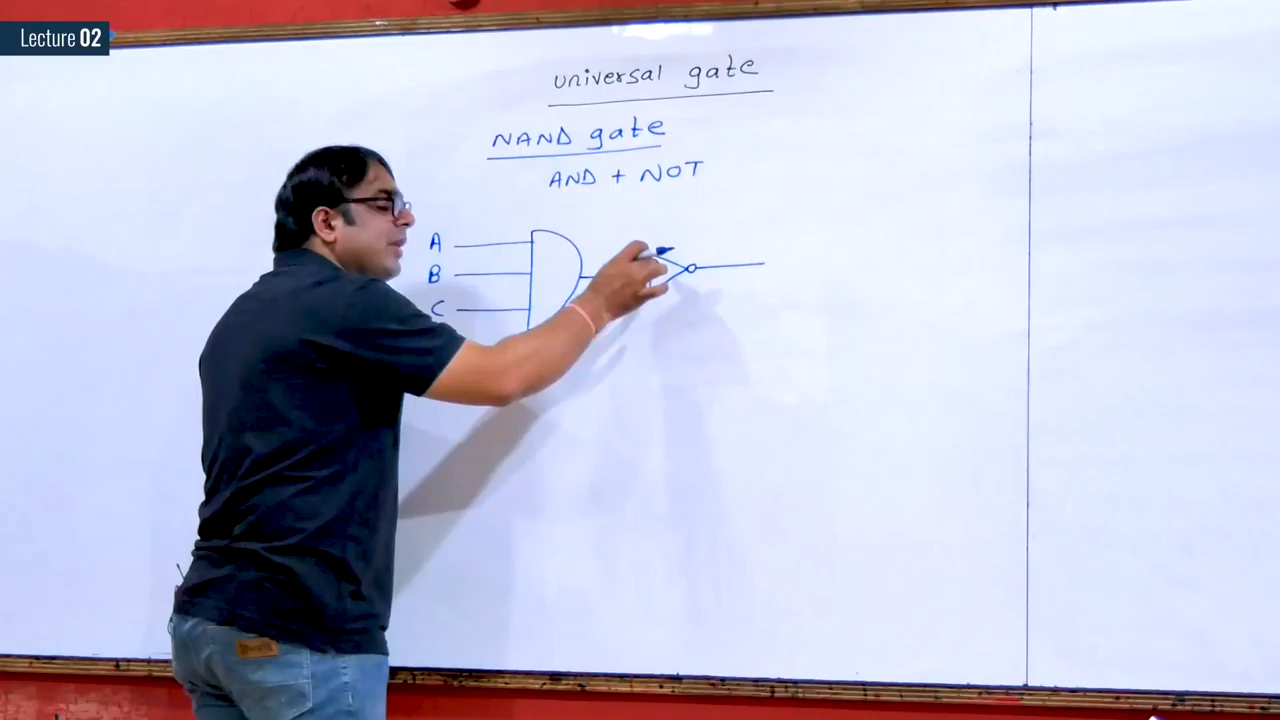 Lecture 02
universal gate
NAND gate
AND + NOT
A
B
C